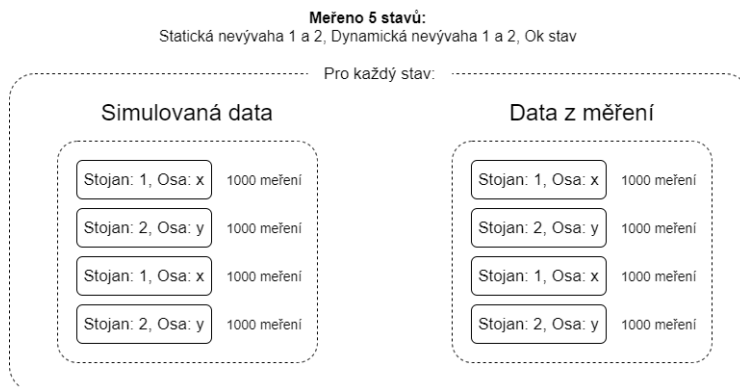 Meřeno 5 stavů:
Statická nevývaha 1 a 2, Dynamická nevývaha 1 a 2, Ok stav
Pro každý stav:
Simulovaná data
Stojan: 1, Osa: x 1000 meření
Stojan: 2, Osa: y 1000 meření
Stojan: 1, Osa: x 1000 meření
Stojan: 2, Osa: y 1000 meření
Data z měření
Stojan: 1, Osa: x 1000 meření
Stojan: 2, Osa: y 1000 meření
Stojan: 1, Osa: x 1000 meření
Stojan: 2, Osa: y 1000 meření